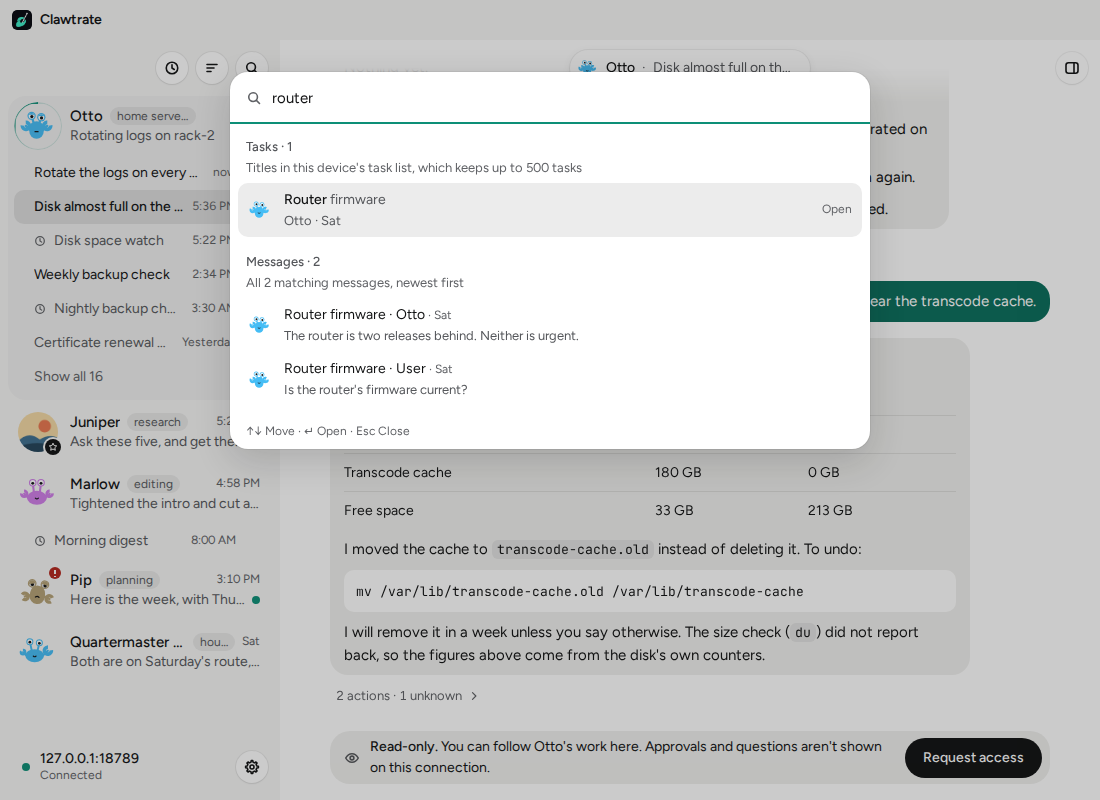 Clawtrate
Otto · Disk almost full on th...
Otto home serve...
Rotating logs on rack-2
Rotate the logs on every ... now
Disk almost full on the ... 5:36 PM
Disk space watch 5:22 PM
Weekly backup check 2:34 PM
Nightly backup ch... 3:30 AM
Certificate renewal ... Yesterda
Show all 16
Juniper research 5:2
Ask these five, and get the
Marlow editing 4:58 PM
Tightened the intro and cut a...
Morning digest 8:00 AM
Pip planning 3:10 PM
Here is the week, with Thu...
Quartermaster ... hou... Sat
Both are on Saturday's route,...
127.0.0.1:18789
Connected
router
Tasks · 1
Titles in this device's task list, which keeps up to 500 tasks
Router firmware
Otto · Sat
Open
Messages · 2
All 2 matching messages, newest first
Router firmware · Otto · Sat
The router is two releases behind. Neither is urgent.
Router firmware · User · Sat
Is the router's firmware current?
↑↓ Move · ↵ Open · Esc Close
rated on
again.
ed.
ear the transcode cache.
Transcode cache 180 GB 0 GB
Free space 33 GB 213 GB
I moved the cache to transcode-cache.old instead of deleting it. To undo:
mv /var/lib/transcode-cache.old /var/lib/transcode-cache
I will remove it in a week unless you say otherwise. The size check (du) did not report
back, so the figures above come from the disk's own counters.
2 actions · 1 unknown
Read-only. You can follow Otto's work here. Approvals and questions aren't shown
on this connection.
Request access